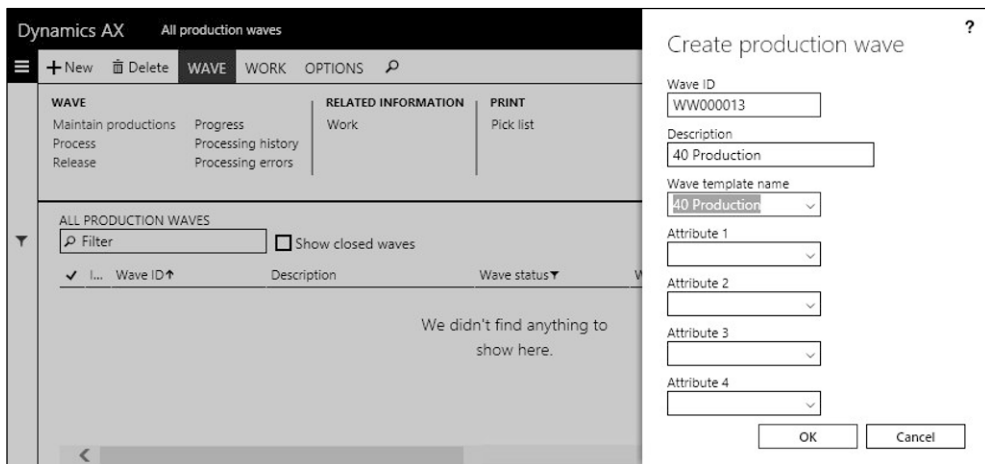 Dynamics AX All production waves
New Delete WAVE WORK OPTIONS
WAVE RELATED INFORMATION PRINT
Maintain productions Progress Work Pick list
Process Processing history
Release Processing errors
ALL PRODUCTION WAVES
Filter Show closed waves
I... Wave ID Description Wave status W
We didn't find anything to
show here.
?
Create production wave
Wave ID
WW000013
Description
40 Production
Wave template name
40 Production
Attribute 1
Attribute 2
Attribute 3
Attribute 4
OK Cancel